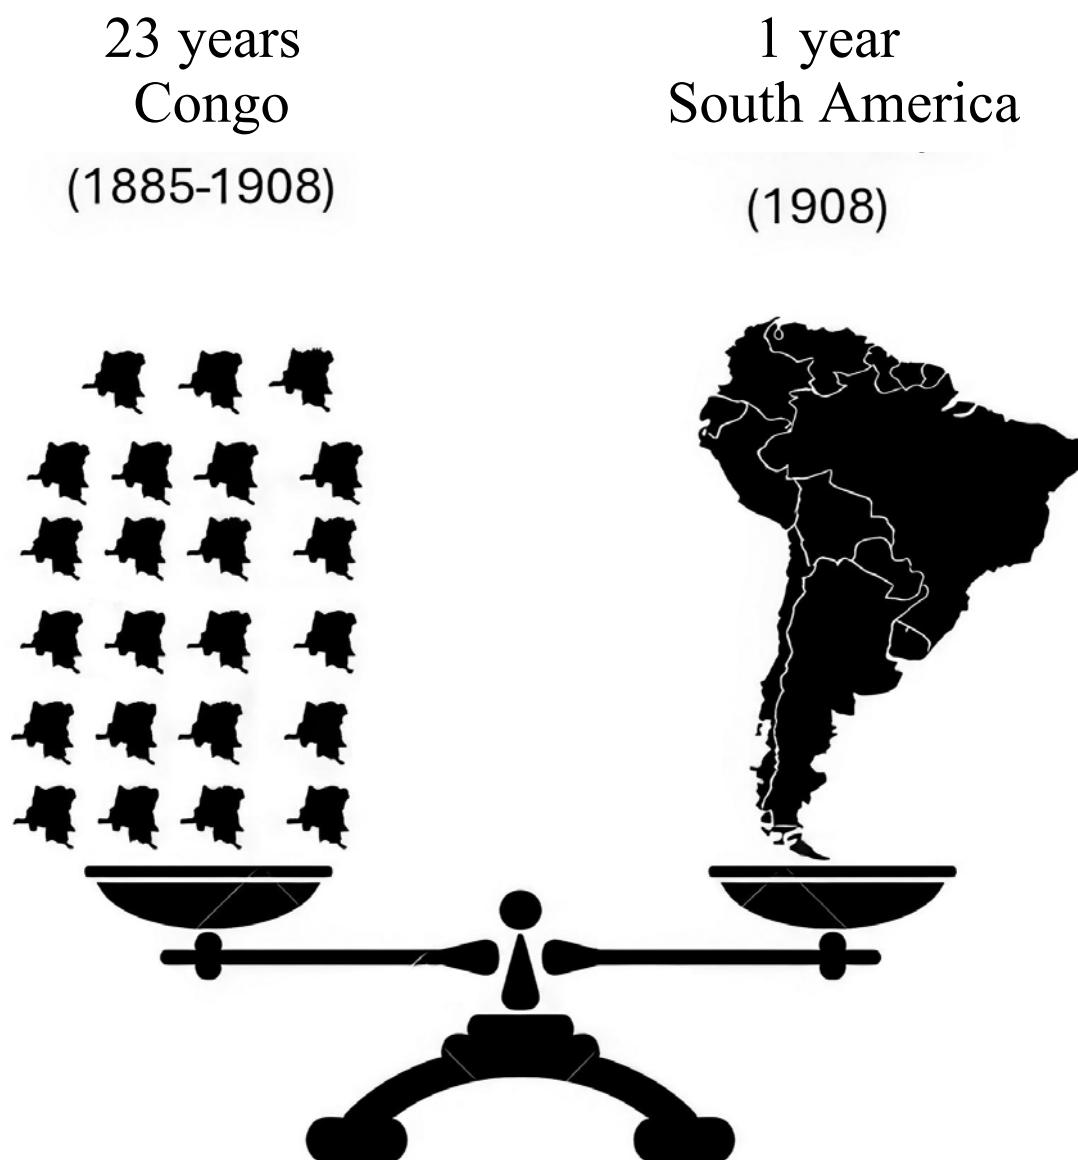 23 years
Congo
(1885-1908)
1 year
South America
(1908)